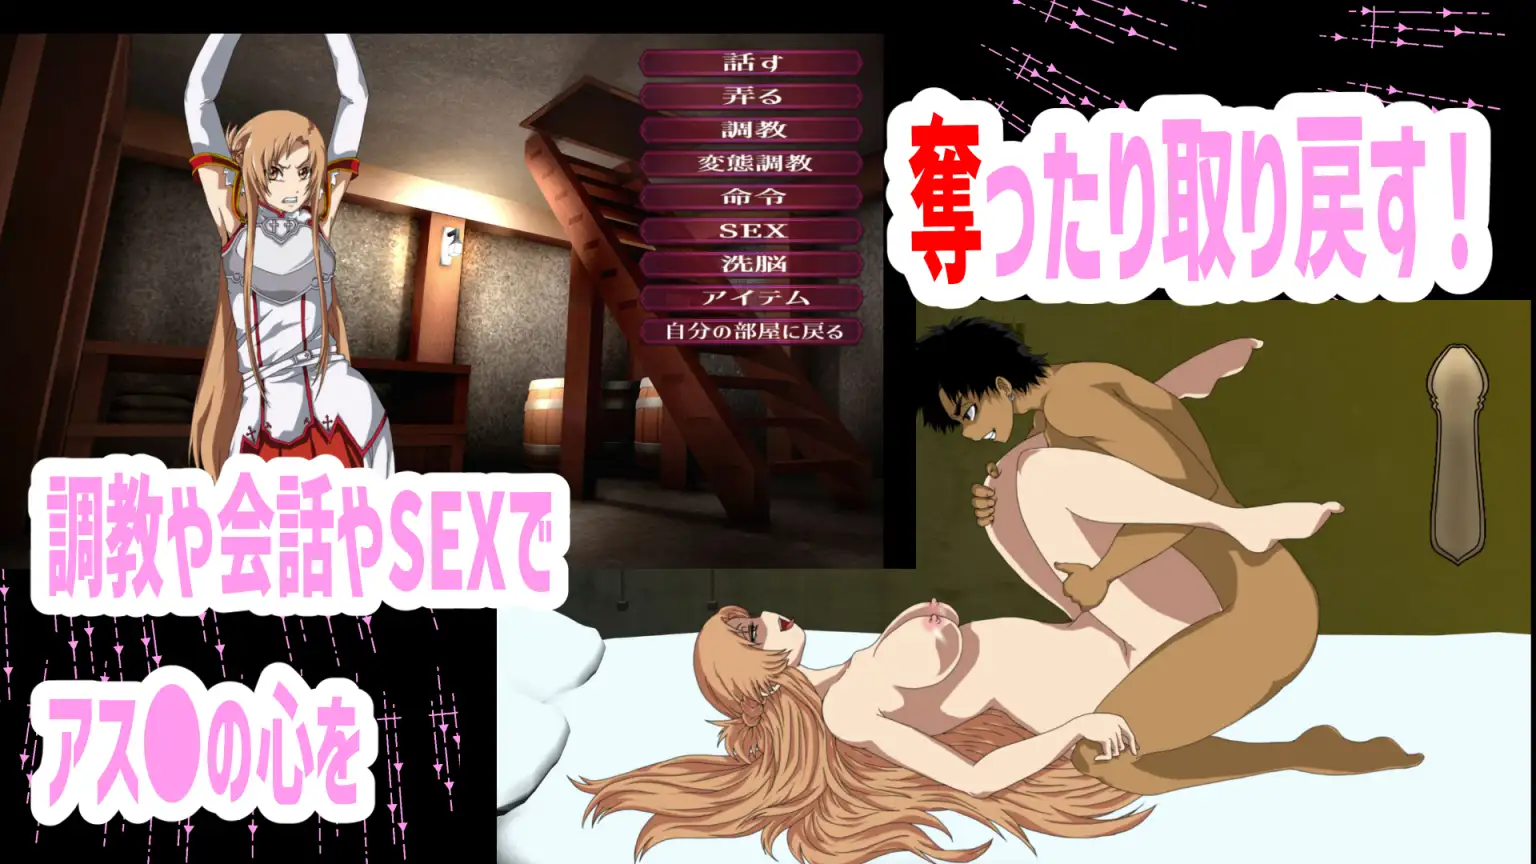 話す
弄る
調教
変態調教
命令
SEX
洗脳
アイテム
自分の部屋に戻る
調教や会話やSEXで
アス●の心を
奪ったり取り戻す!